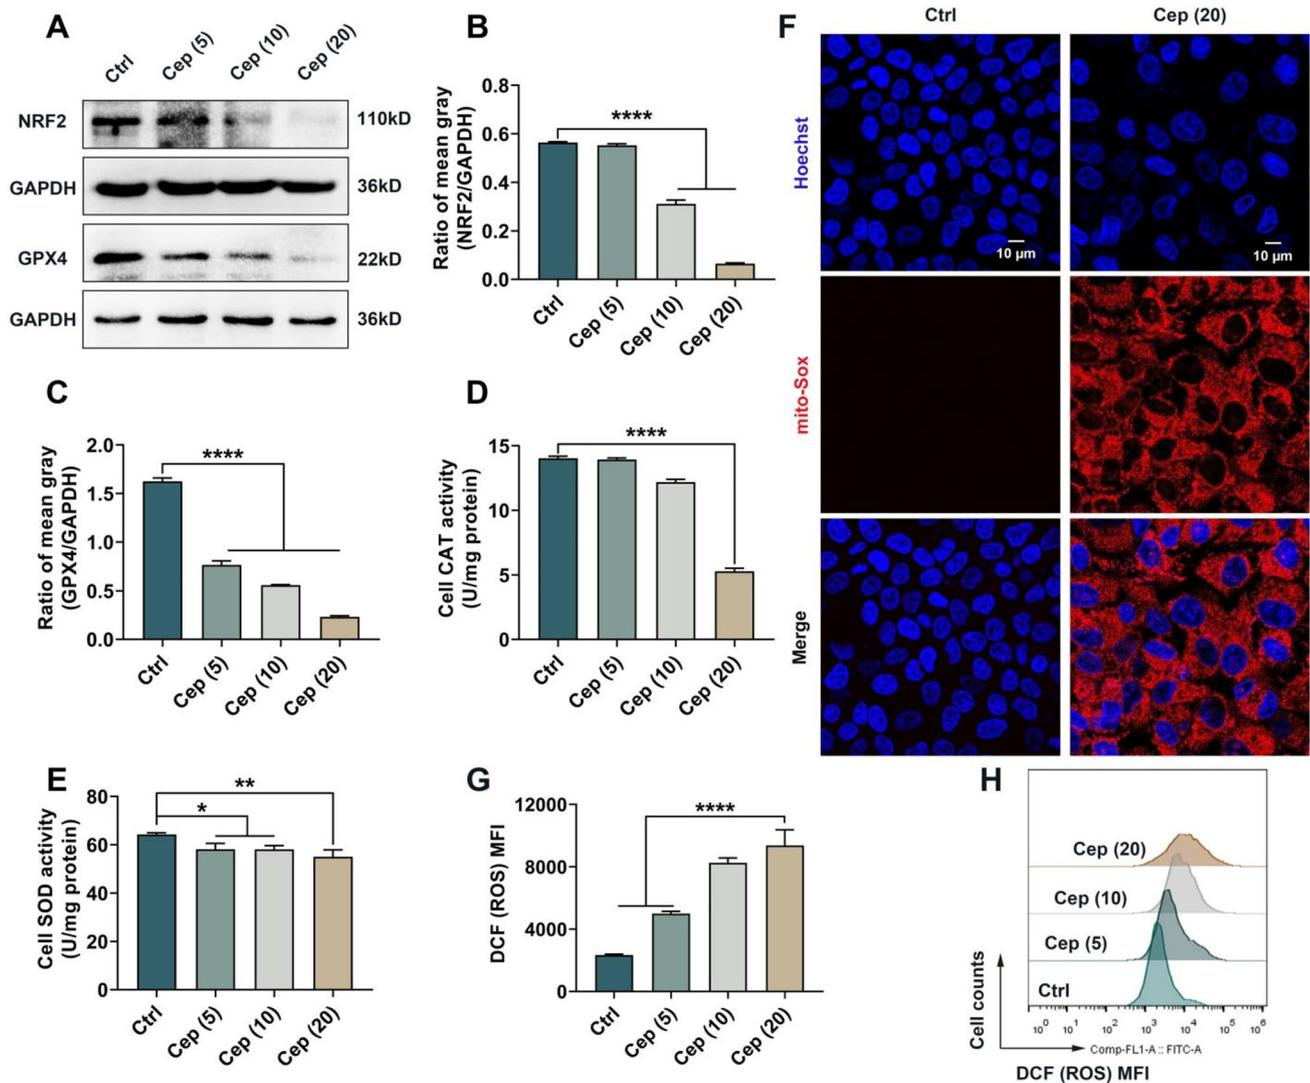 A
Ctrl
Cep (5)
Cep (10)
Cep (20)
NRF2
110kD
GAPDH
36kD
GPX4
22kD
GAPDH
36kD
B
Ratio of mean gray
(NRF2/GAPDH)
0.8
0.6
0.4
0.2
0.0
****
Ctrl
Cep (5)
Cep (10)
Cep (20)
C
Ratio of mean gray
(GPX4/GAPDH)
2.0
1.5
1.0
0.5
0.0
****
Ctrl
Cep (5)
Cep (10)
Cep (20)
D
Cell CAT activity
(U/mg protein)
15
10
5
0
****
Ctrl
Cep (5)
Cep (10)
Cep (20)
E
Cell SOD activity
(U/mg protein)
80
60
40
20
0
*
**
Ctrl
Cep (5)
Cep (10)
Cep (20)
F
Ctrl
Cep (20)
Hoechst
10 μm
10 μm
mito-Sox
Merge
G
DCF (ROS) MFI
12000
8000
4000
0
****
Ctrl
Cep (5)
Cep (10)
Cep (20)
H
Cep (20)
Cep (10)
Cep (5)
Ctrl
Cell counts
10⁰ 10¹ 10² 10³ 10⁴ 10⁵ 10⁶
Comp-FL1-A :: FITC-A
DCF (ROS) MFI